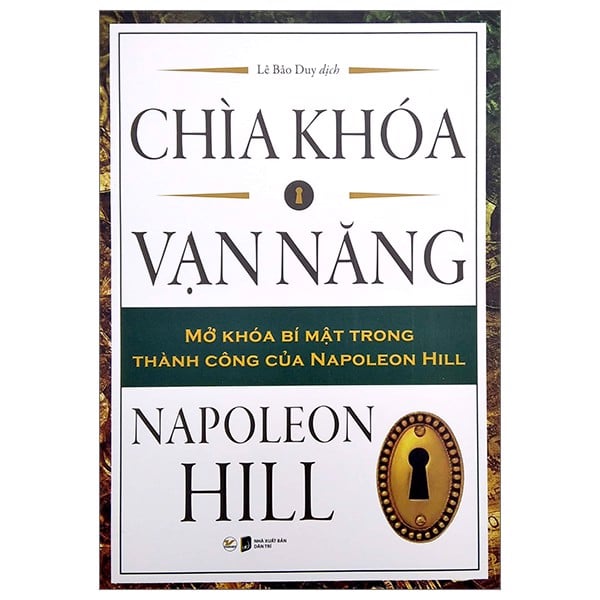 Lê Bảo Duy dịch
CHÌA KHÓA
VẠN NĂNG
MỞ KHÓA BÍ MẬT TRONG
THÀNH CÔNG CỦA NAPOLEON HILL
NAPOLEON
HILL
NHÀ XUẤT BẢN
DÂN TRÍ